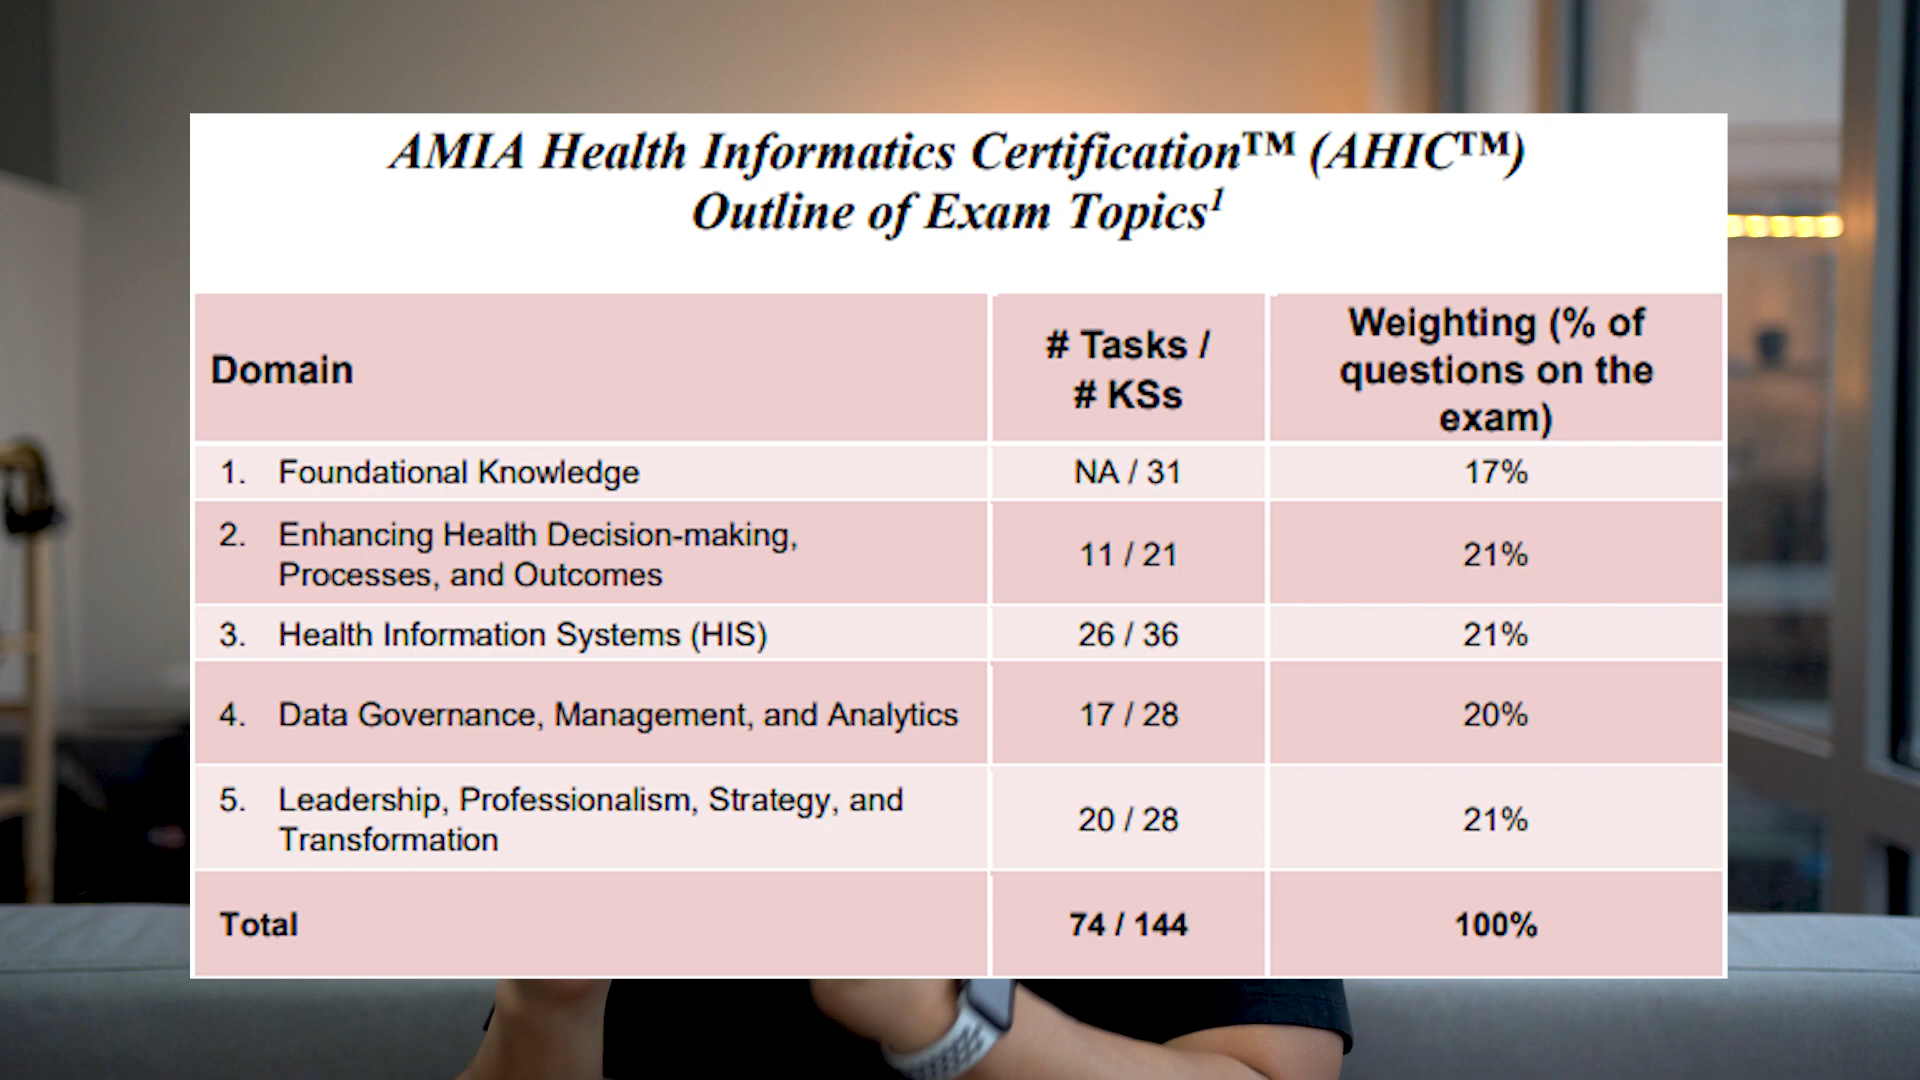 AMIA Health Informatics Certification™ (AHIC™)
Outline of Exam Topics¹
Domain
# Tasks /
# KSs
Weighting (% of
questions on the
exam)
1. Foundational Knowledge
NA / 31
17%
2. Enhancing Health Decision-making,
Processes, and Outcomes
11 / 21
21%
3. Health Information Systems (HIS)
26 / 36
21%
4. Data Governance, Management, and Analytics
17 / 28
20%
5. Leadership, Professionalism, Strategy, and
Transformation
20 / 28
21%
Total
74 / 144
100%